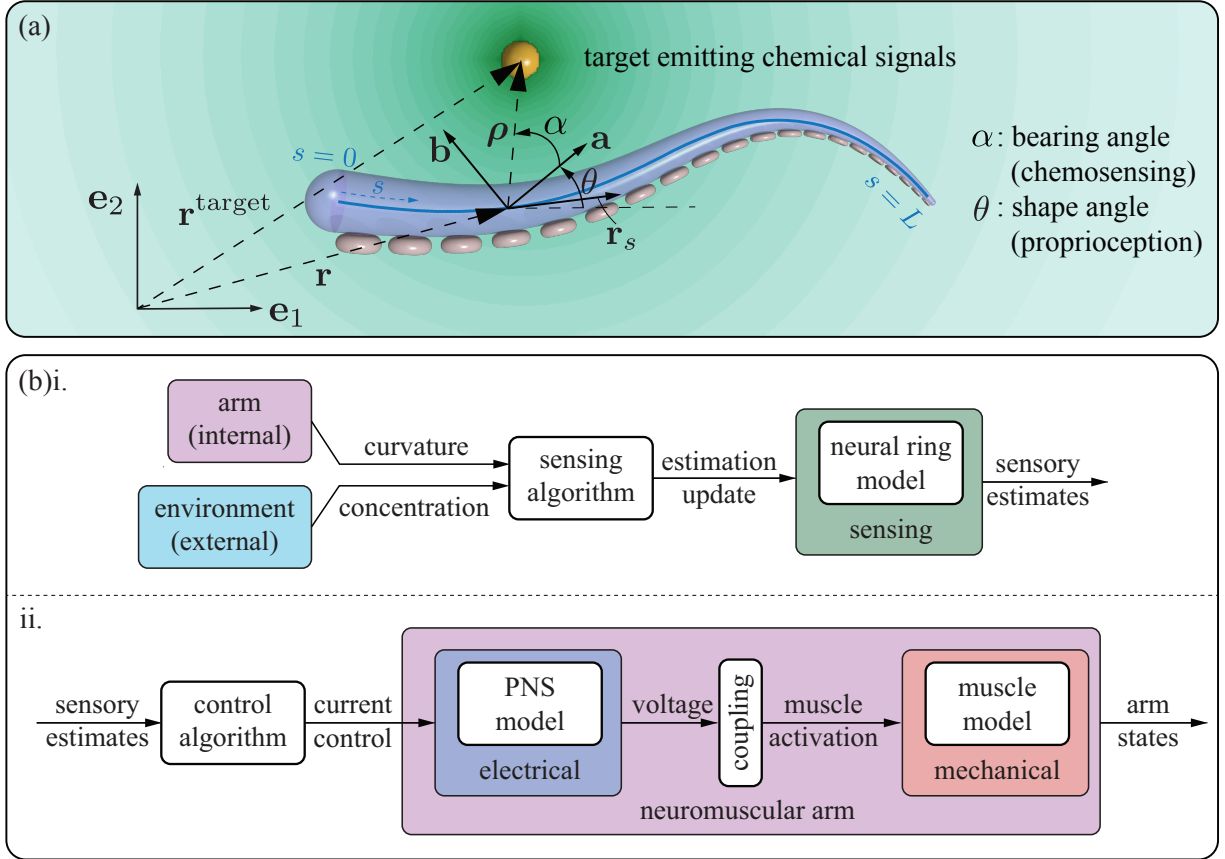 (a)
target emitting chemical signals
ρ
α
b
a
s = 0
θ
α: bearing angle
(chemosensing)
θ: shape angle
(proprioception)
s
e₂
r^target
s = L
r_s
r
e₁
(b)i.
arm
(internal)
curvature
environment
(external)
concentration
sensing
algorithm
estimation
update
neural ring
model
sensing
sensory
estimates
ii.
sensory
estimates
control
algorithm
current
control
PNS
model
electrical
voltage
coupling
muscle
activation
muscle
model
mechanical
neuromuscular arm
arm
states